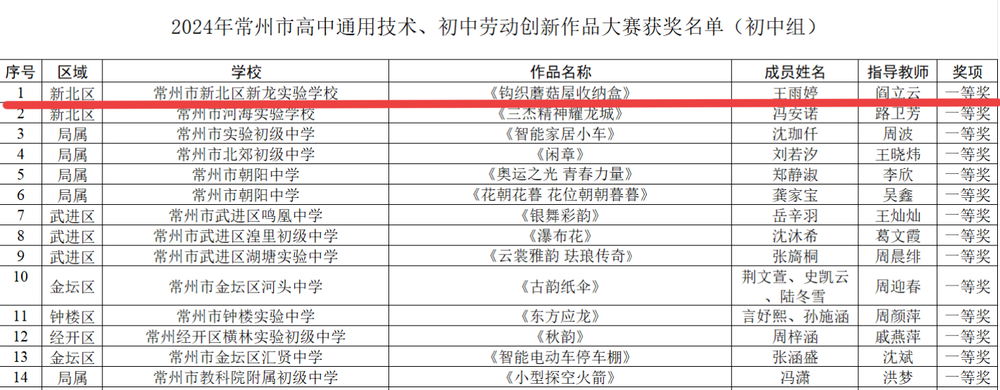 2024年常州市高中通用技术、初中劳动创新作品大赛获奖名单（初中组）
序号 区域 学校 作品名称 成员姓名 指导教师 奖项
1 新北区 常州市新北区新龙实验学校 《钩织蘑菇屋收纳盒》 王雨婷 阎立云 一等奖
2 新北区 常州市河海实验学校 《三杰精神耀龙城》 冯安诺 路卫芳 一等奖
3 局属 常州市实验初级中学 《智能家居小车》 沈珈仟 周波 一等奖
4 局属 常州市北郊初级中学 《闲章》 刘若汐 王晓炜 一等奖
5 局属 常州市朝阳中学 《奥运之光 青春力量》 郑静淑 李欣 一等奖
6 局属 常州市朝阳中学 《花朝花暮 花位朝朝暮暮》 龚家宝 吴鑫 一等奖
7 武进区 常州市武进区鸣凰中学 《银舞彩韵》 岳辛羽 王灿灿 一等奖
8 武进区 常州市武进区湟里初级中学 《瀑布花》 沈沐希 葛文霞 一等奖
9 武进区 常州市武进区湖塘实验中学 《云裳雅韵 珐琅传奇》 张旖桐 周晨绯 一等奖
10 金坛区 常州市金坛区河头中学 《古韵纸伞》 荆文萱、史凯云
、陆冬雪 周迎春 一等奖
11 钟楼区 常州市钟楼实验中学 《东方应龙》 言妤熙、孙施涵 周颜萍 一等奖
12 经开区 常州经开区横林实验初级中学 《秋韵》 周梓涵 戚燕萍 一等奖
13 金坛区 常州市金坛区汇贤中学 《智能电动车停车棚》 张涵盛 沈斌 一等奖
14 局属 常州市教科院附属初级中学 《小型探空火箭》 冯潇 洪梦 一等奖